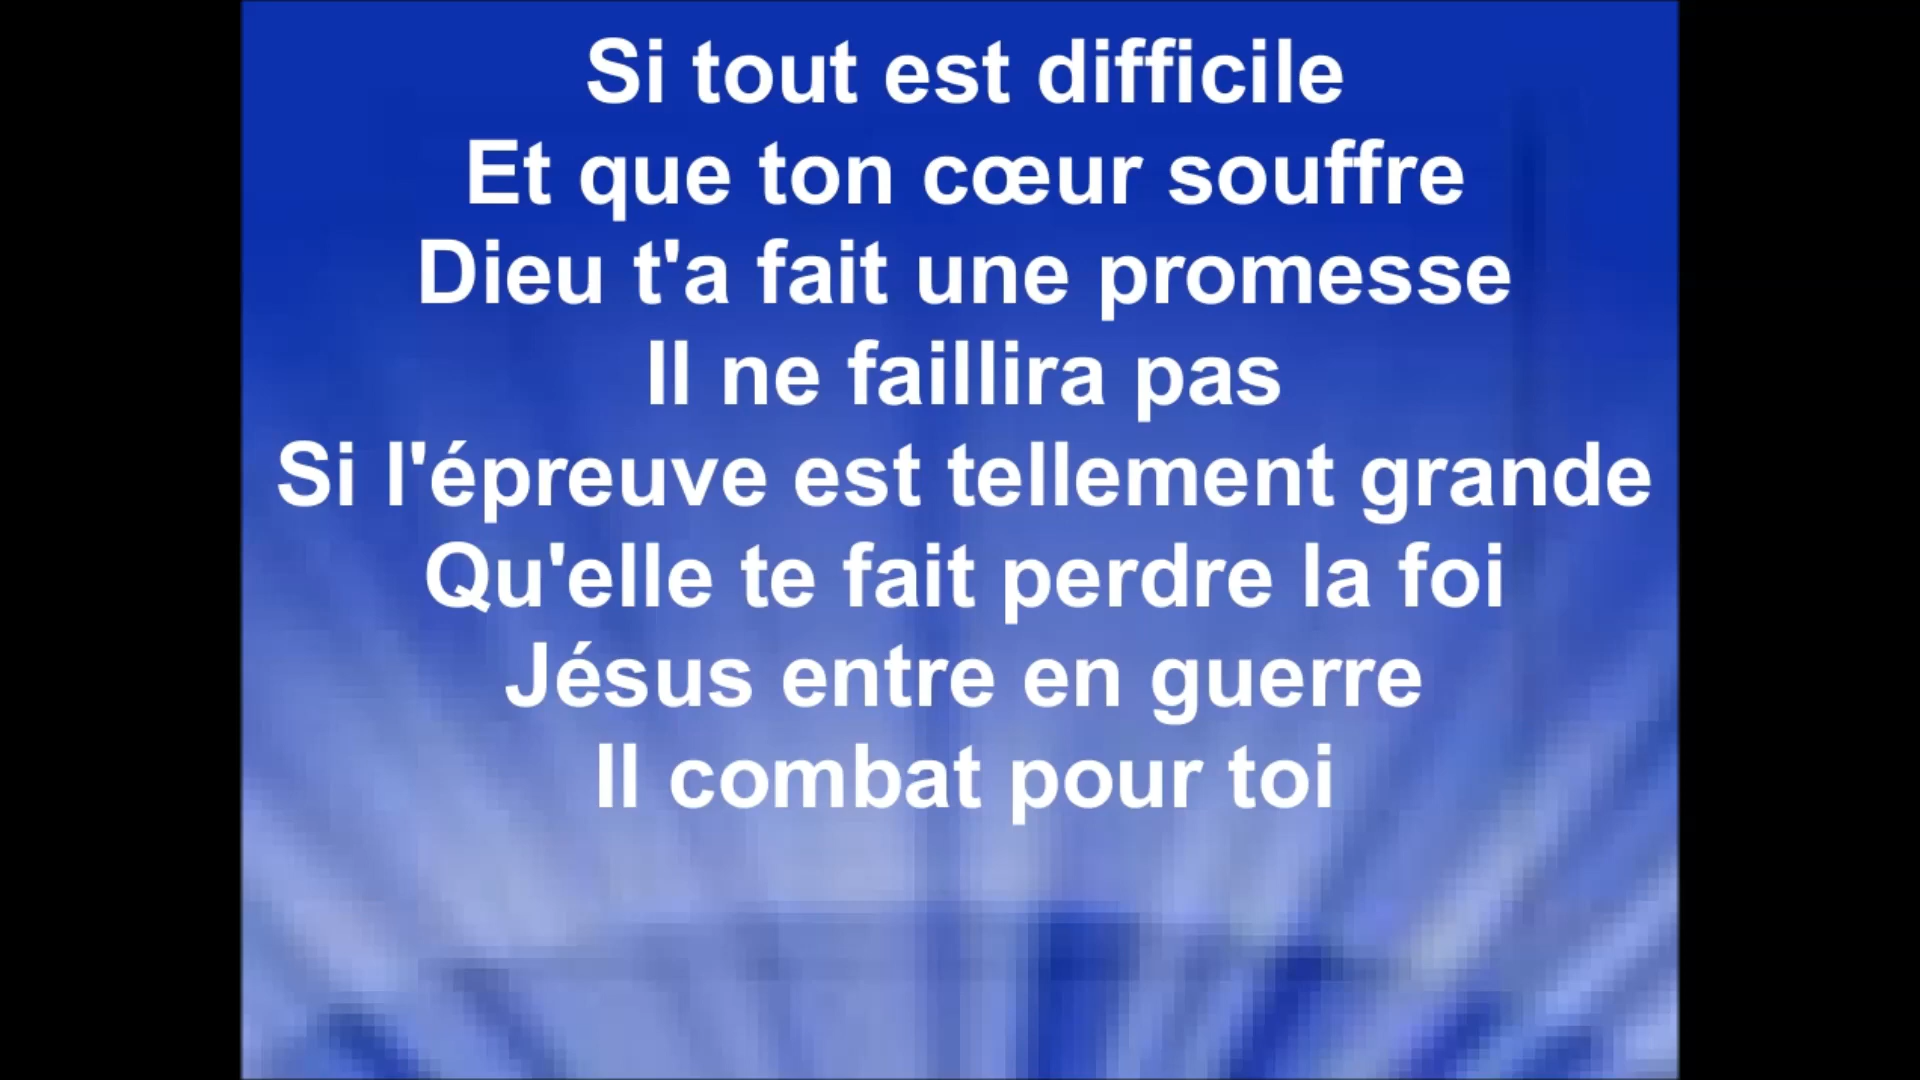 Si tout est difficile
Et que ton cœur souffre
Dieu t'a fait une promesse
Il ne faillira pas
Si l'épreuve est tellement grande
Qu'elle te fait perdre la foi
Jésus entre en guerre
Il combat pour toi